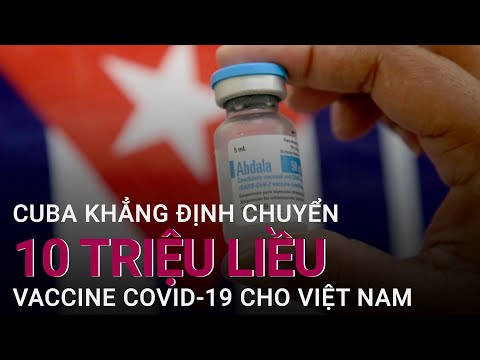 5 mL
Abdala
CUBA KHẲNG ĐỊNH CHUYỂN
10 TRIỆU LIỀU
VACCINE COVID-19 CHO VIỆT NAM